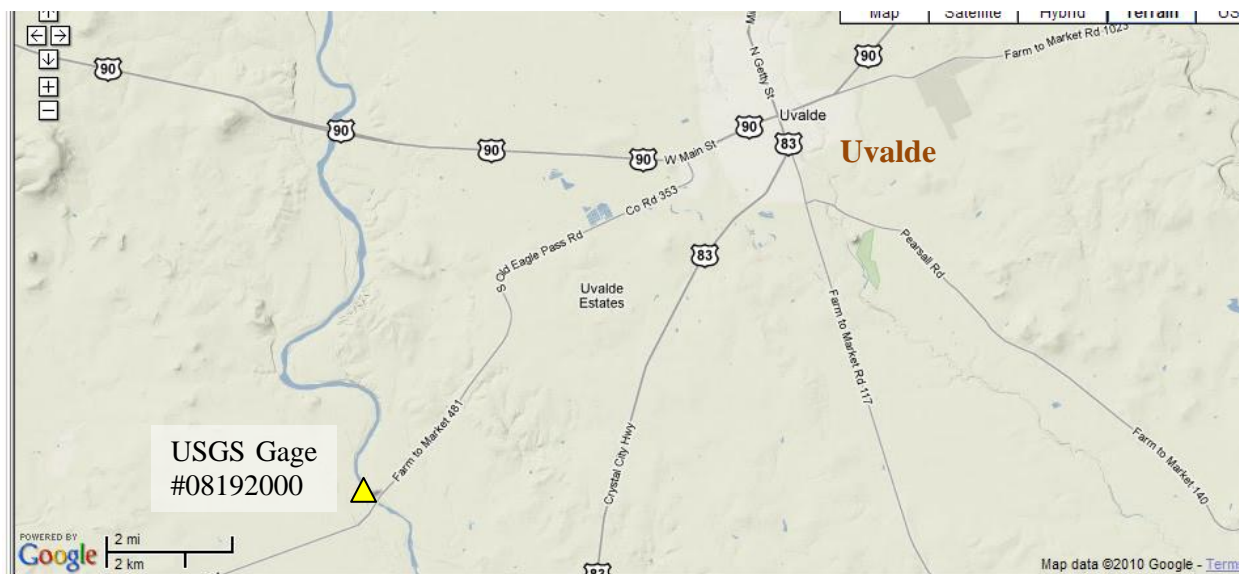 Map
Satellite
Hybrid
Terrain
90
Farm to Market Rd 1023
N Getty St
90
Uvalde
90
90
90
83
90
W Main St
Uvalde
Co Rd 353
S Old Eagle Pass Rd
83
Pearsall Rd
Uvalde
Estates
Farm to Market Rd 117
Farm to Market 481
USGS Gage
#08192000
Crystal City Hwy
Farm to Market 140
POWERED BY
Google
2 mi
2 km
83
Map data ©2010 Google -